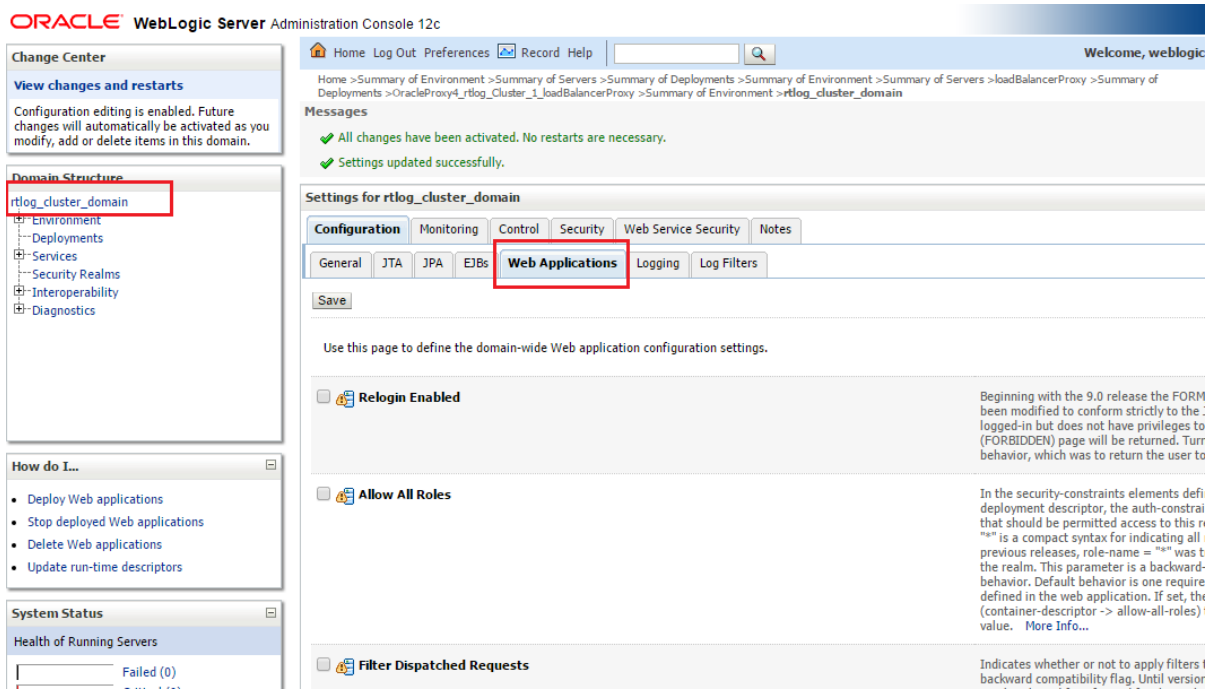 ORACLE WebLogic Server Administration Console 12c
Change Center
View changes and restarts
Configuration editing is enabled. Future
changes will automatically be activated as you
modify, add or delete items in this domain.
Domain Structure
rtlog_cluster_domain
Environment
Deployments
Services
Security Realms
Interoperability
Diagnostics
How do I...
Deploy Web applications
Stop deployed Web applications
Delete Web applications
Update run-time descriptors
System Status
Health of Running Servers
Failed (0)
Home Log Out Preferences Record Help
Welcome, weblogic
Home >Summary of Environment >Summary of Servers >Summary of Deployments >Summary of Environment >Summary of Servers >loadBalancerProxy >Summary of
Deployments >OracleProxy4_rtlog_Cluster_1_loadBalancerProxy >Summary of Environment >rtlog_cluster_domain
Messages
All changes have been activated. No restarts are necessary.
Settings updated successfully.
Settings for rtlog_cluster_domain
Configuration Monitoring Control Security Web Service Security Notes
General JTA JPA EJBs Web Applications Logging Log Filters
Save
Use this page to define the domain-wide Web application configuration settings.
Relogin Enabled
Beginning with the 9.0 release the FORM
been modified to conform strictly to the
logged-in but does not have privileges to
(FORBIDDEN) page will be returned. Turn
behavior, which was to return the user to
Allow All Roles
In the security-constraints elements defi
deployment descriptor, the auth-constrai
that should be permitted access to this r
"*" is a compact syntax for indicating all
previous releases, role-name = "*" was t
the realm. This parameter is a backward-
behavior. Default behavior is one require
defined in the web application. If set, the
(container-descriptor -> allow-all-roles)
value. More Info...
Filter Dispatched Requests
Indicates whether or not to apply filters
backward compatibility flag. Until version